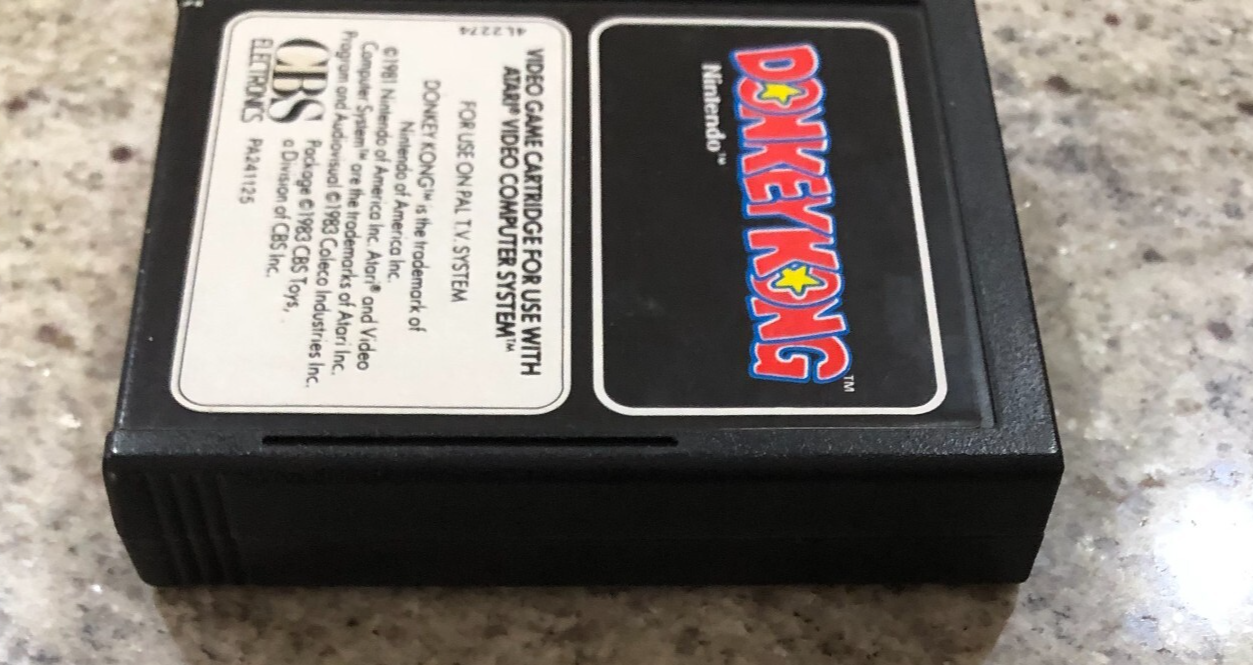 DONKEY KONG™
Nintendo™
VIDEO GAME CARTRIDGE FOR USE WITH
ATARI® VIDEO COMPUTER SYSTEM™
4L2274
FOR USE ON PAL T.V. SYSTEM
DONKEY KONG™ is the trademark of
Nintendo of America Inc.
©1981 Nintendo of America Inc. Atari® and Video
Computer System™ are the trademarks of Atari Inc.
Program and Audiovisual ©1983 Coleco Industries Inc.
CBS
ELECTRONICS
Package ©1983 CBS Toys,
a Division of CBS Inc.
PA241125